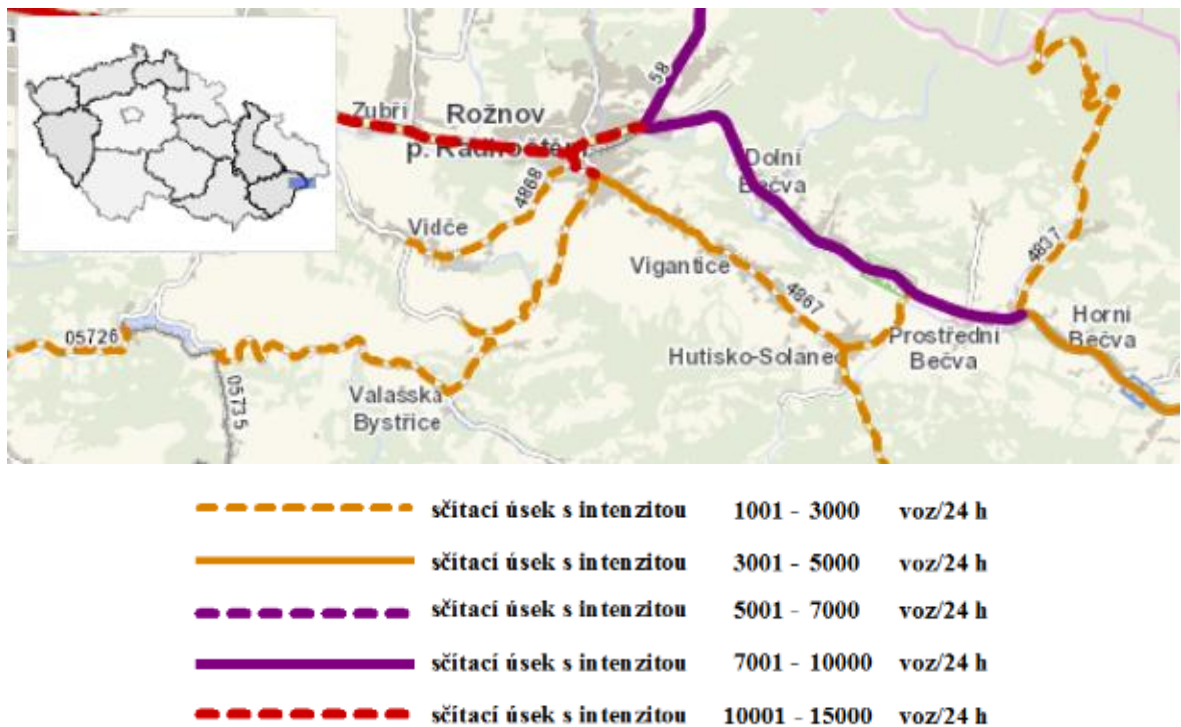 58
Zubří
Rožnov
p. Radhoštěm
Dolní
Bečva
4868
Vidče
Vigantice
4867
4837
Horní
Bečva
Prostřední
Bečva
Hutisko-Solanec
05726
05735
Valašská
Bystřice
sčítací úsek s intenzitou 1001 - 3000 voz/24 h
sčítací úsek s intenzitou 3001 - 5000 voz/24 h
sčítací úsek s intenzitou 5001 - 7000 voz/24 h
sčítací úsek s intenzitou 7001 - 10000 voz/24 h
sčítací úsek s intenzitou 10001 - 15000 voz/24 h